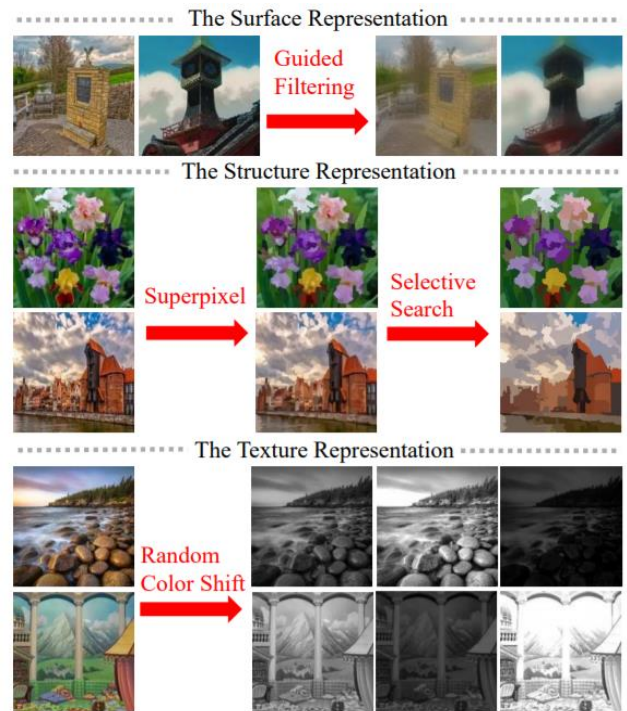 The Surface Representation
Guided
Filtering
The Structure Representation
Superpixel
Selective
Search
The Texture Representation
Random
Color Shift